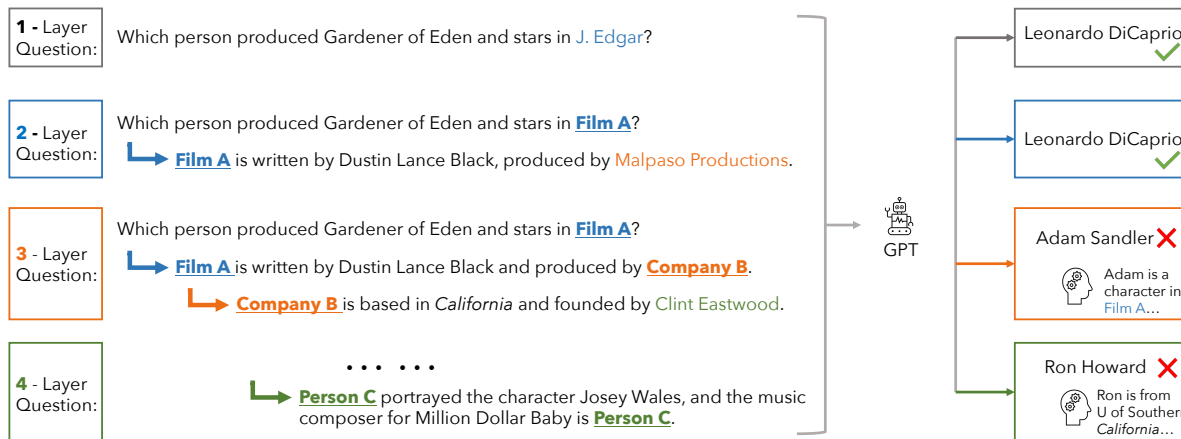 1 - Layer Question:
Which person produced Gardener of Eden and stars in J. Edgar?
Leonardo DiCaprio
2 - Layer Question:
Which person produced Gardener of Eden and stars in Film A?
Film A is written by Dustin Lance Black, produced by Malpaso Productions.
Leonardo DiCaprio
3 - Layer Question:
Which person produced Gardener of Eden and stars in Film A?
Film A is written by Dustin Lance Black and produced by Company B.
Company B is based in California and founded by Clint Eastwood.
GPT
Adam Sandler
Adam is a
character in
Film A...
4 - Layer Question:
... ...
Person C portrayed the character Josey Wales, and the music
composer for Million Dollar Baby is Person C.
Ron Howard
Ron is from
U of Southern
California...